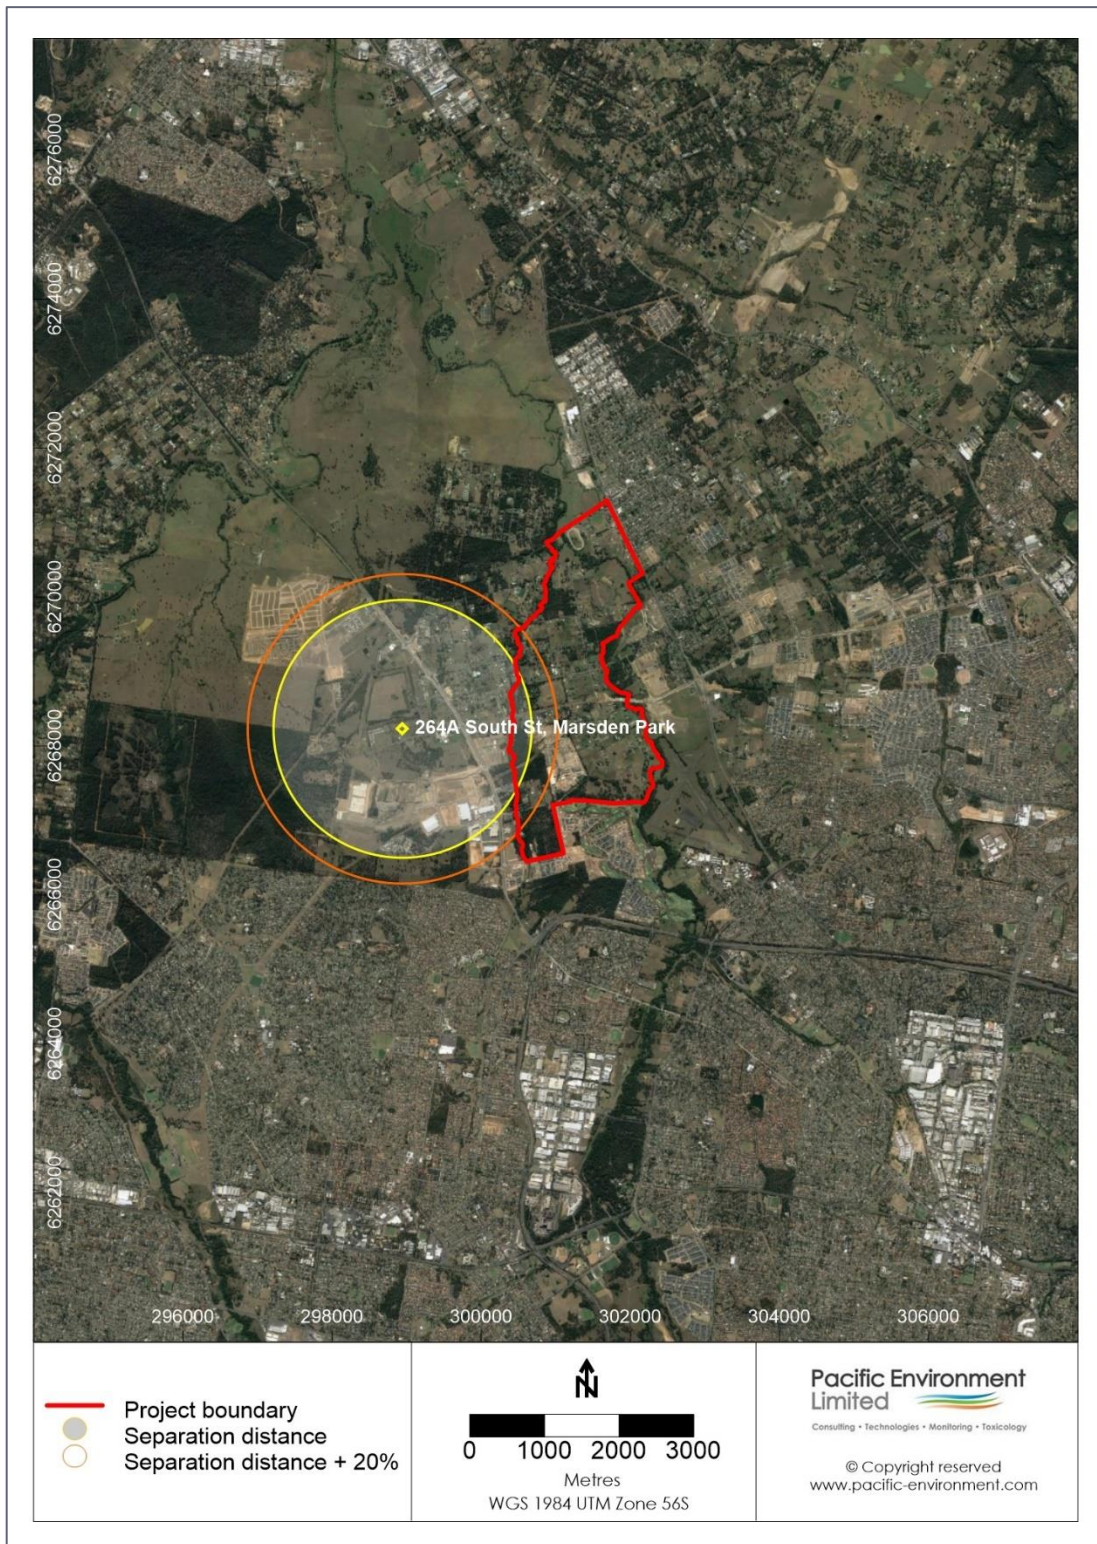 6276000
6274000
6272000
6270000
6268000
6266000
6264000
6262000
264A South St, Marsden Park
296000 298000 300000 302000 304000 306000
Project boundary
Separation distance
Separation distance + 20%
N
0 1000 2000 3000
Metres
WGS 1984 UTM Zone 56S
Pacific Environment
Limited
Consulting • Technologies • Monitoring • Toxicology
© Copyright reserved
www.pacific-environment.com